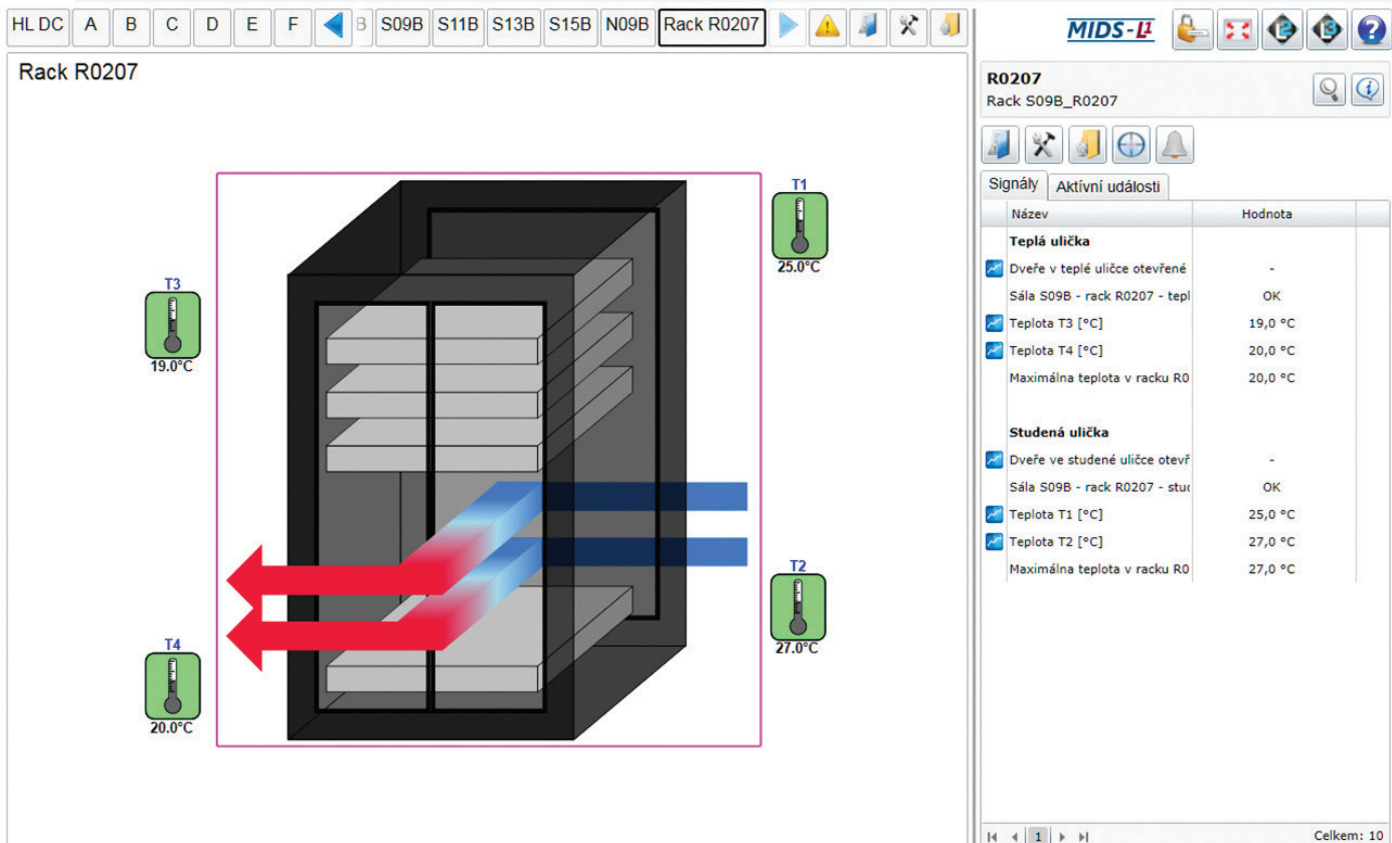 HL DC A B C D E F B S09B S11B S13B S15B N09B Rack R0207
MIDS-L1
Rack R0207
R0207
Rack S09B_R0207
Signály Aktívní události
Název Hodnota
Teplá ulička
Dveře v teplé uličce otevřené -
Sála S09B - rack R0207 - tepl OK
Teplota T3 [°C] 19,0 °C
Teplota T4 [°C] 20,0 °C
Maximálna teplota v racku R0 20,0 °C
Studená ulička
Dveře ve studené uličce otevř -
Sála S09B - rack R0207 - stuc OK
Teplota T1 [°C] 25,0 °C
Teplota T2 [°C] 27,0 °C
Maximálna teplota v racku R0 27,0 °C
T1
25.0°C
T3
19.0°C
T2
27.0°C
T4
20.0°C
1 Celkem: 10